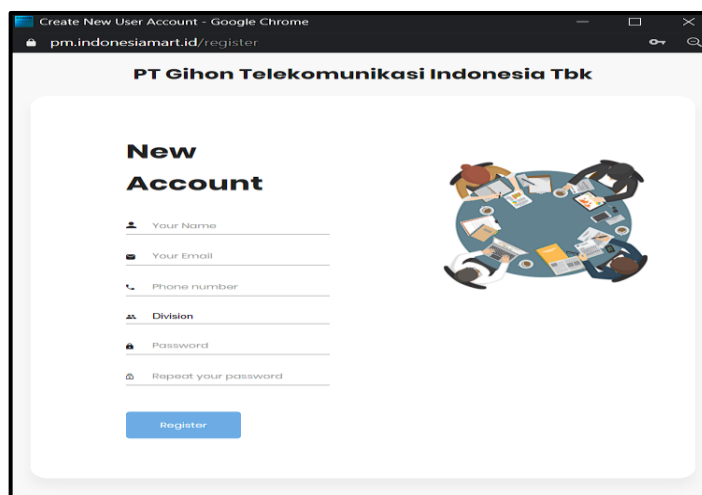 Create New User Account - Google Chrome
pm.indonesiamart.id/register
PT Gihon Telekomunikasi Indonesia Tbk
New
Account
Your Name
Your Email
Phone number
Division
Password
Repeat your password
Register